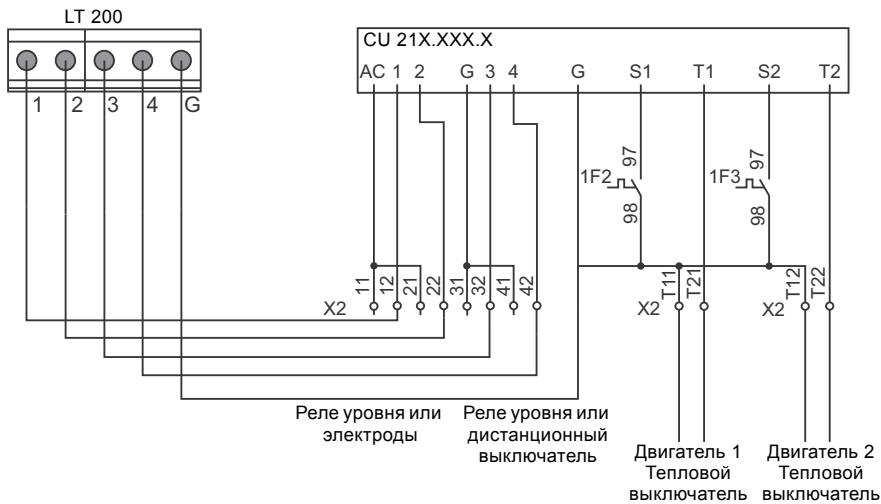 LT 200
1 2 3 4 G
CU 21X.XXX.X
AC 1 2 G 3 4 G S1 T1 S2 T2
97 97
1F2 1F3
98 98
11 12 21 22 31 32 41 42 T11 T21 T12 T22
X2 X2 X2
Реле уровня или
электроды
Реле уровня или
дистанционный
выключатель
Двигатель 1
Тепловой
выключатель
Двигатель 2
Тепловой
выключатель